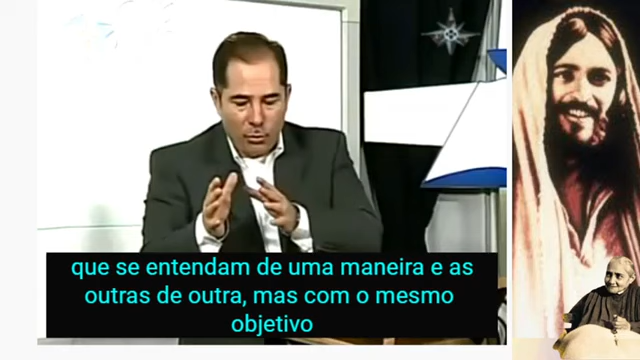 que se entendam de uma maneira e as
outras de outra, mas com o mesmo
objetivo